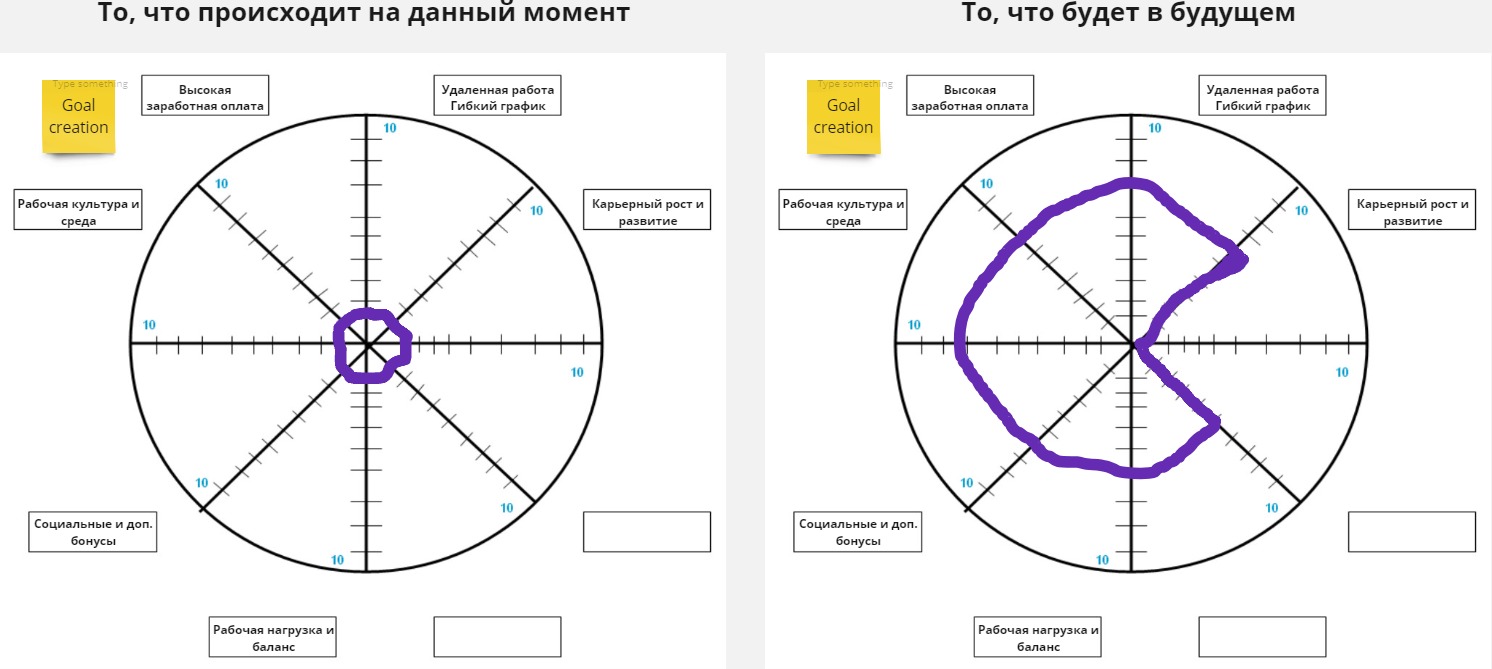 То, что происходит на данный момент
Type something
Goal
creation
Высокая
заработная оплата
Удаленная работа
Гибкий график
Рабочая культура и
среда
Карьерный рост и
развитие
10
10
10
10
10
10
10
10
Социальные и доп.
бонусы
Рабочая нагрузка и
баланс
То, что будет в будущем
Type something
Goal
creation
Высокая
заработная оплата
Удаленная работа
Гибкий график
Рабочая культура и
среда
Карьерный рост и
развитие
10
10
10
10
10
10
10
10
Социальные и доп.
бонусы
Рабочая нагрузка и
баланс